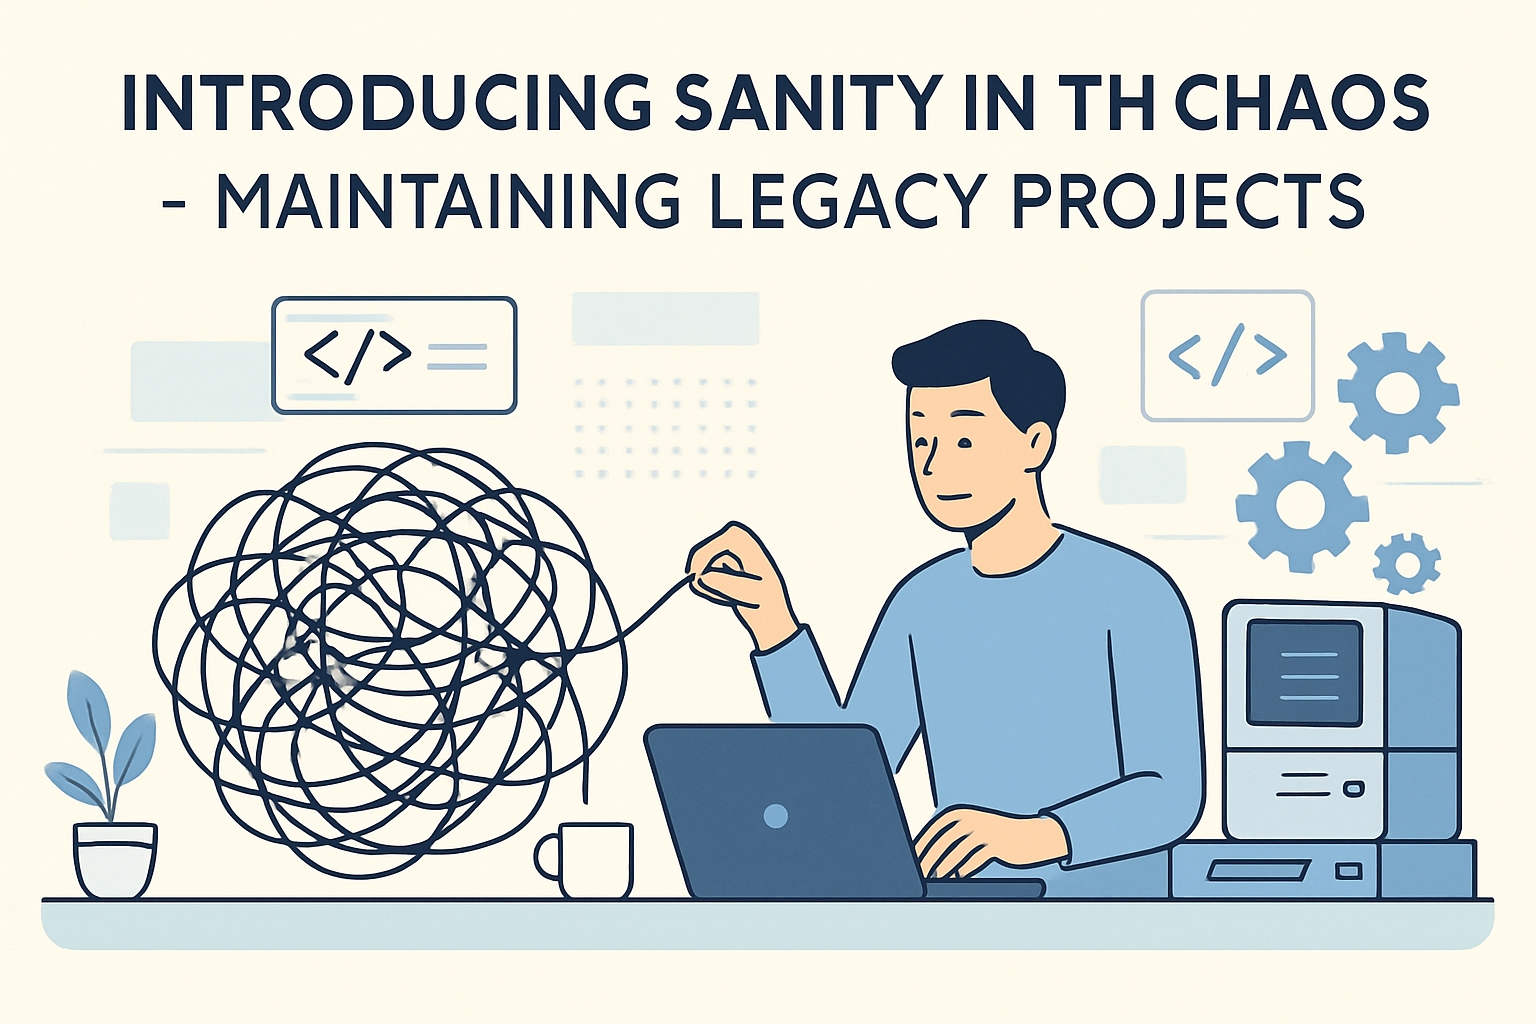 INTRODUCING SANITY IN TH CHAOS
- MAINTAINING LEGACY PROJECTS
</>
</>